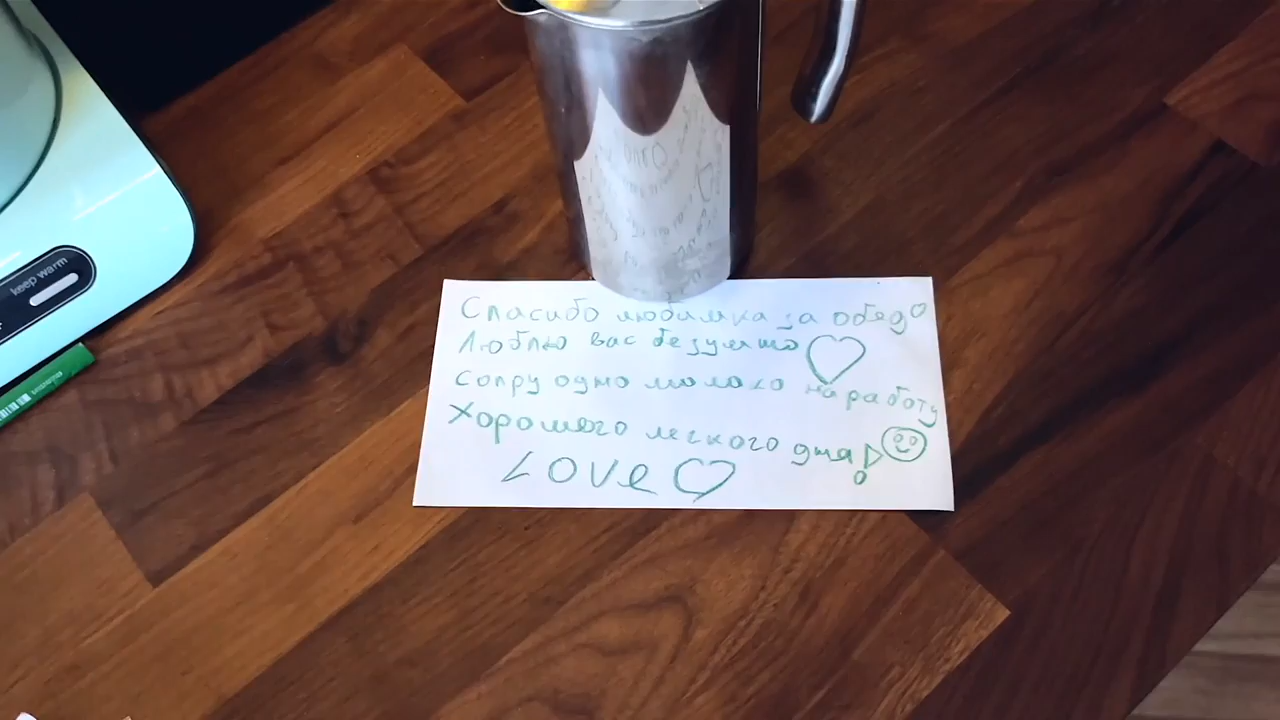 keep warm
Спасибо любимка за обед
Люблю вас безумно
Сопру одно молоко на работу
Хорошего легкого дня!
LOVE